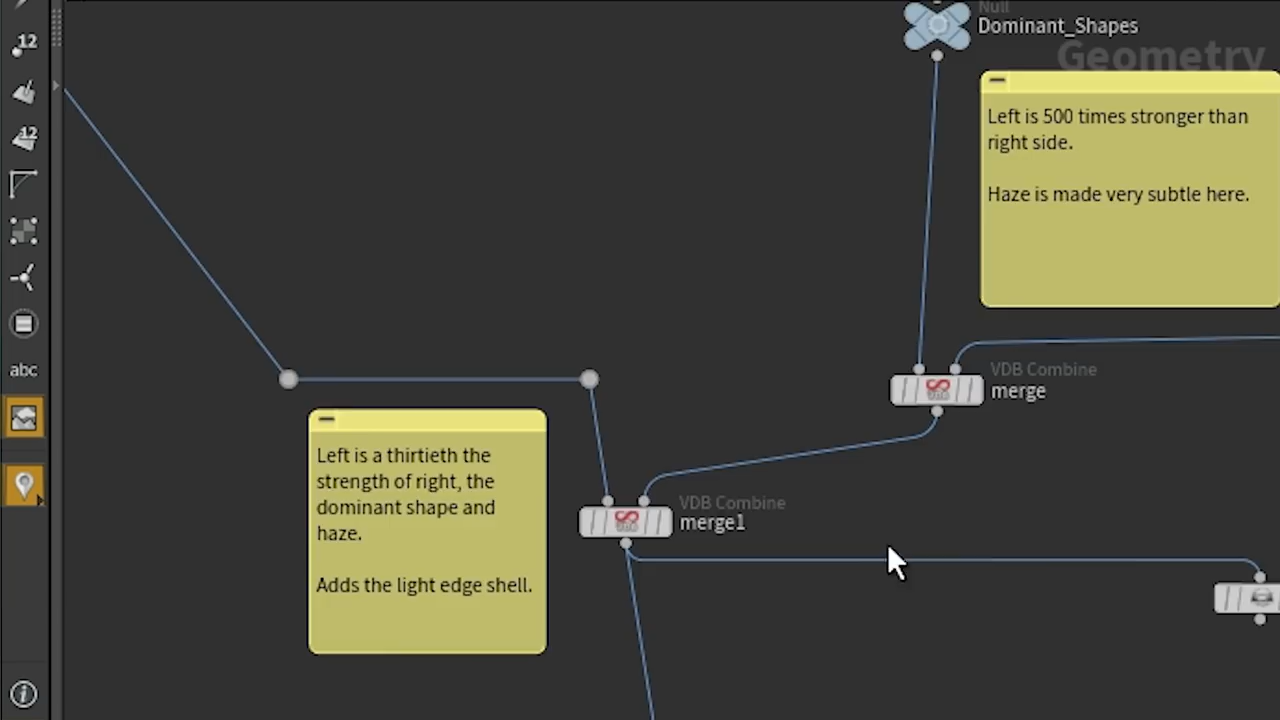 Null
Dominant_Shapes
Geometry
12
12
abc
Left is 500 times stronger than
right side.
Haze is made very subtle here.
VDB Combine
merge
Left is a thirtieth the
strength of right, the
dominant shape and
haze.
Adds the light edge shell.
VDB Combine
merge1